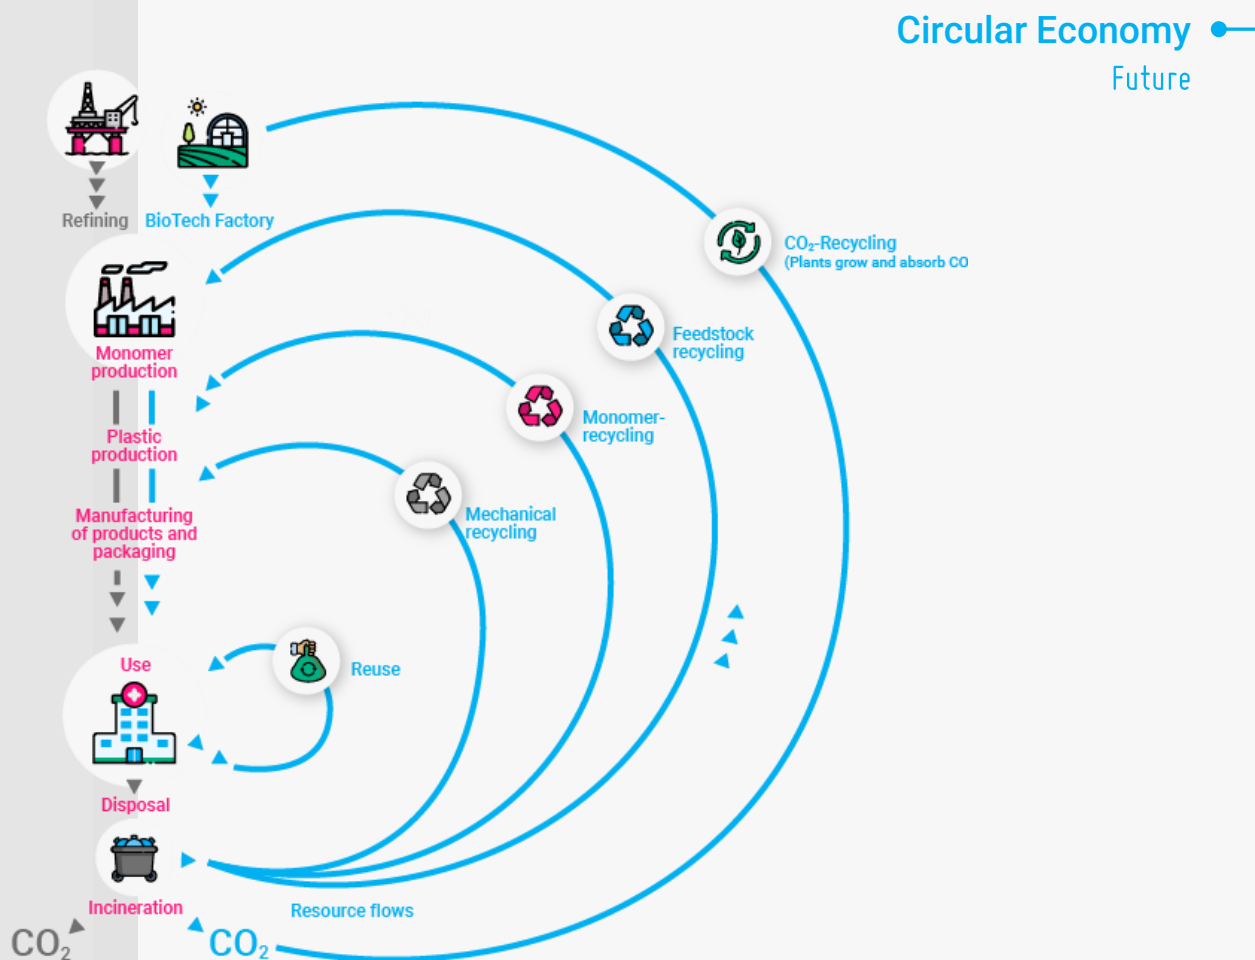 Circular Economy
Future
Refining
BioTech Factory
CO₂-Recycling
(Plants grow and absorb CO
Feedstock
recycling
Monomer
production
Monomer-
recycling
Plastic
production
Mechanical
recycling
Manufacturing
of products and
packaging
Use
Reuse
Disposal
Incineration
Resource flows
CO₂
CO₂